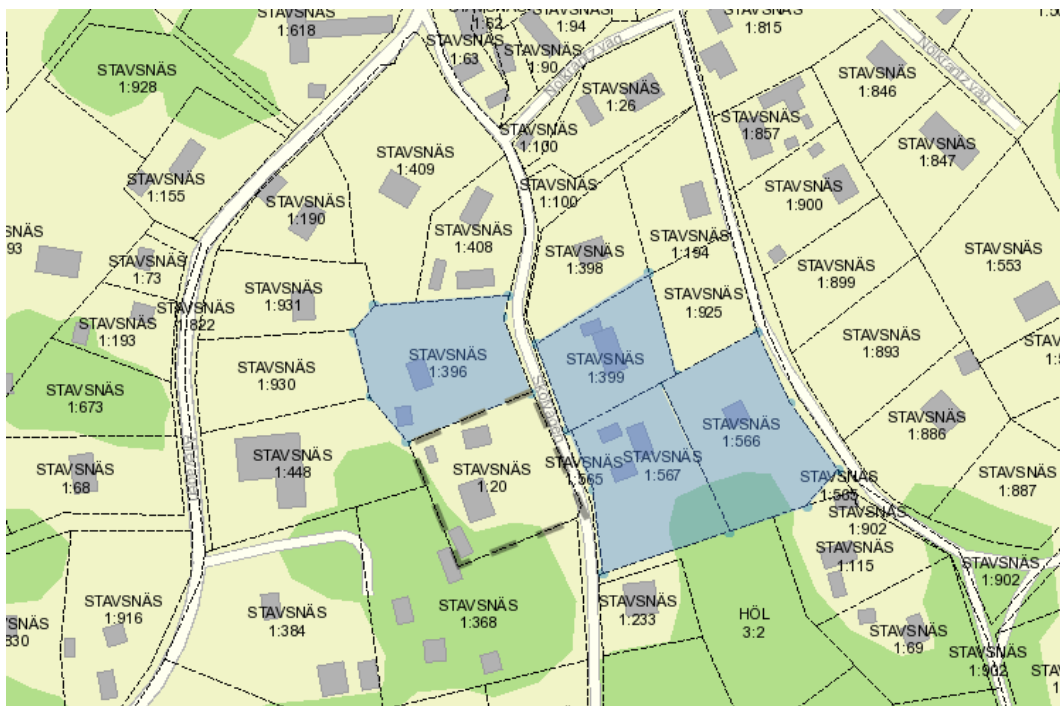 STAVSNÄS
1:618
1:62
STAVSNÄS
1:94
STAVSNÄS
1:63
STAVSNÄS
1:90
STAVSNÄS
1:815
STAVSNÄS
1:928
STAVSNÄS
1:26
STAVSNÄS
1:846
STAVSNÄS
1:857
STAVSNÄS
1:847
STAVSNÄS
1:100
STAVSNÄS
1:409
STAVSNÄS
1:155
STAVSNÄS
1:100
STAVSNÄS
1:900
STAVSNÄS
1:190
STAVSNÄS
1:408
STAVSNÄS
1:194
STAVSNÄS
1:398
STAVSNÄS
1:553
STAVSNÄS
1:73
STAVSNÄS
1:899
STAVSNÄS
1:931
STAVSNÄS
1:925
STAVSNÄS
1:822
STAVSNÄS
1:193
STAVSNÄS
1:893
STAVSNÄS
1:396
STAVSNÄS
1:399
STAVSNÄS
1:930
STAVSNÄS
1:673
Skolvägen
STAVSNÄS
1:566
STAVSNÄS
1:886
STAVSNÄS
1:448
STAVSNÄS
1:68
STAVSNÄS
1:20
STAVSNÄS
1:565
STAVSNÄS
1:567
STAVSNÄS
1:565
STAVSNÄS
1:887
STAVSNÄS
1:902
STAVSNÄS
1:115
STAVSNÄS
1:902
STAVSNÄS
1:916
STAVSNÄS
1:384
STAVSNÄS
1:368
STAVSNÄS
1:233
HÖL
3:2
STAVSNÄS
1:69
STAVSNÄS
1:902